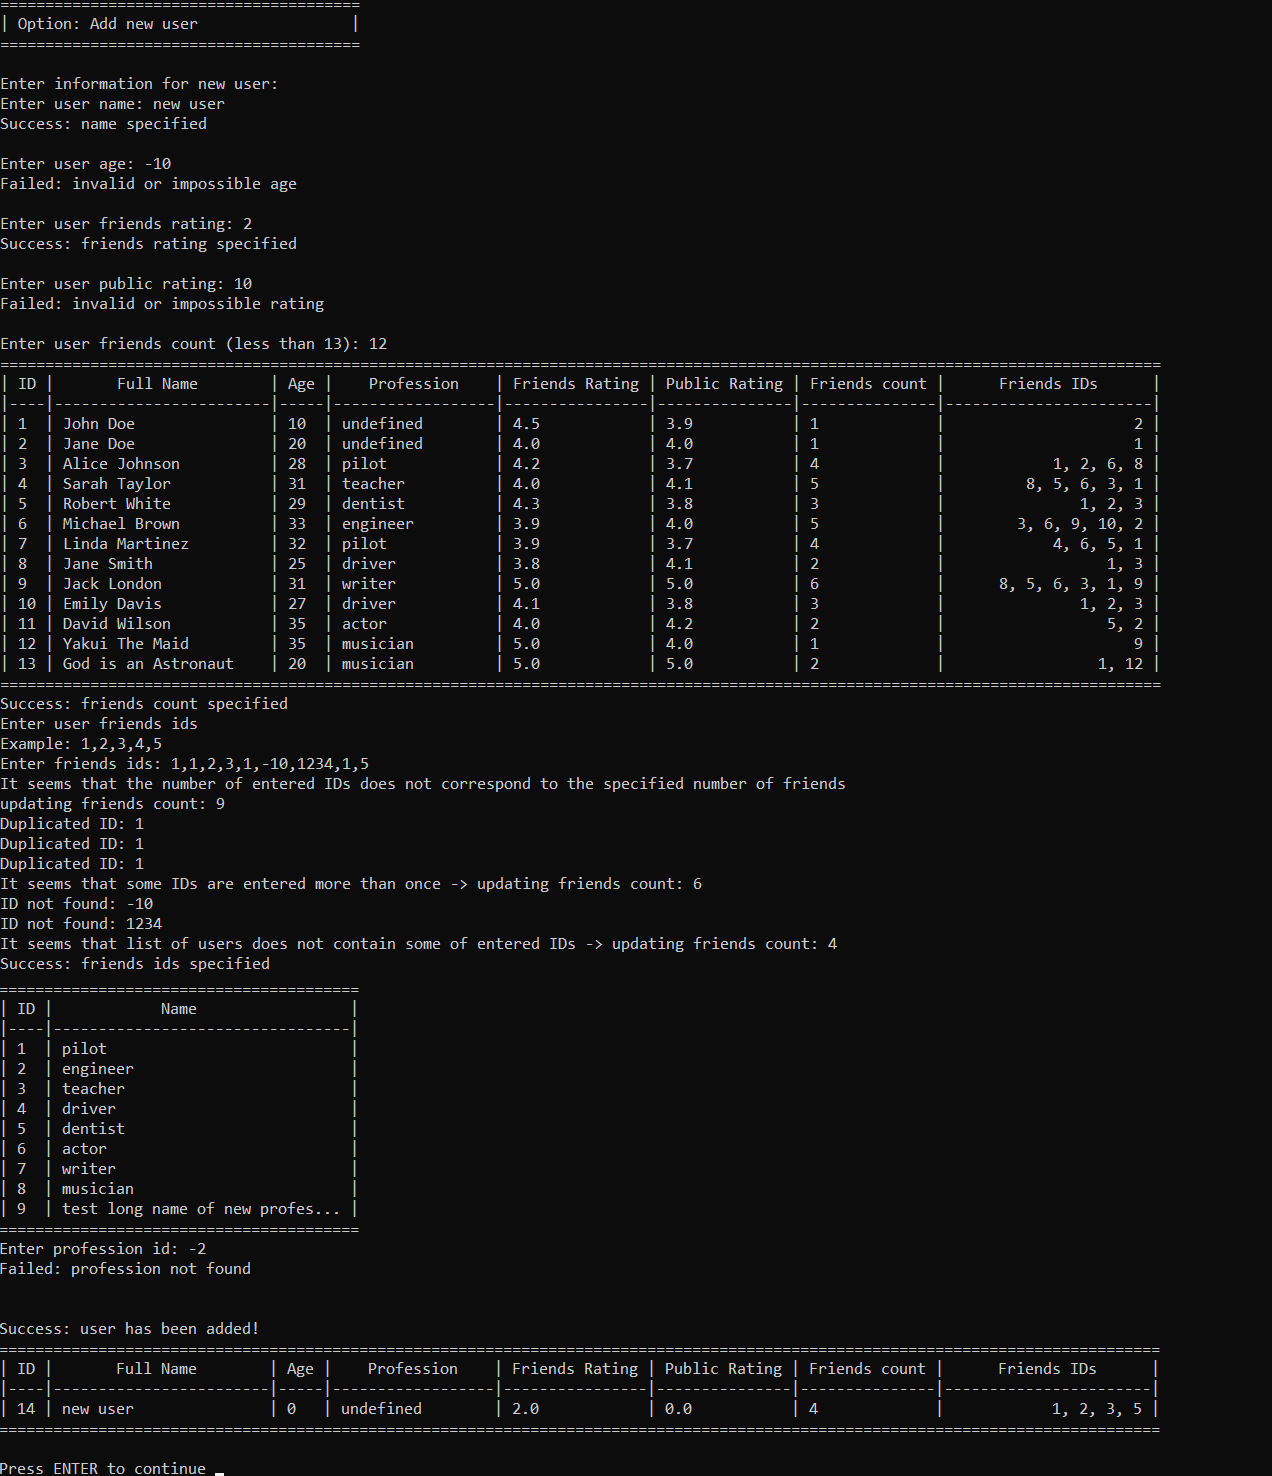 ========================================
| Option: Add new user                 |
========================================
Enter information for new user:
Enter user name: new user
Success: name specified
Enter user age: -10
Failed: invalid or impossible age
Enter user friends rating: 2
Success: friends rating specified
Enter user public rating: 10
Failed: invalid or impossible rating
Enter user friends count (less than 13): 12
=================================================================================================================================
| ID |       Full Name        | Age |    Profession    | Friends Rating | Public Rating | Friends count |      Friends IDs      |
|----|------------------------|-----|------------------|----------------|---------------|---------------|-----------------------|
| 1  | John Doe               | 10  | undefined        | 4.5            | 3.9           | 1             |                     2 |
| 2  | Jane Doe               | 20  | undefined        | 4.0            | 4.0           | 1             |                     1 |
| 3  | Alice Johnson          | 28  | pilot            | 4.2            | 3.7           | 4             |            1, 2, 6, 8 |
| 4  | Sarah Taylor           | 31  | teacher          | 4.0            | 4.1           | 5             |         8, 5, 6, 3, 1 |
| 5  | Robert White           | 29  | dentist          | 4.3            | 3.8           | 3             |               1, 2, 3 |
| 6  | Michael Brown          | 33  | engineer         | 3.9            | 4.0           | 5             |        3, 6, 9, 10, 2 |
| 7  | Linda Martinez         | 32  | pilot            | 3.9            | 3.7           | 4             |            4, 6, 5, 1 |
| 8  | Jane Smith             | 25  | driver           | 3.8            | 4.1           | 2             |                  1, 3 |
| 9  | Jack London            | 31  | writer           | 5.0            | 5.0           | 6             |      8, 5, 6, 3, 1, 9 |
| 10 | Emily Davis            | 27  | driver           | 4.1            | 3.8           | 3             |               1, 2, 3 |
| 11 | David Wilson           | 35  | actor            | 4.0            | 4.2           | 2             |                  5, 2 |
| 12 | Yakui The Maid         | 35  | musician         | 5.0            | 4.0           | 1             |                     9 |
| 13 | God is an Astronaut    | 20  | musician         | 5.0            | 5.0           | 2             |                 1, 12 |
=================================================================================================================================
Success: friends count specified
Enter user friends ids
Example: 1,2,3,4,5
Enter friends ids: 1,1,2,3,1,-10,1234,1,5
It seems that the number of entered IDs does not correspond to the specified number of friends
updating friends count: 9
Duplicated ID: 1
Duplicated ID: 1
Duplicated ID: 1
It seems that some IDs are entered more than once -> updating friends count: 6
ID not found: -10
ID not found: 1234
It seems that list of users does not contain some of entered IDs -> updating friends count: 4
Success: friends ids specified
========================================
| ID |            Name                 |
|----|---------------------------------|
| 1  | pilot                           |
| 2  | engineer                        |
| 3  | teacher                         |
| 4  | driver                          |
| 5  | dentist                         |
| 6  | actor                           |
| 7  | writer                          |
| 8  | musician                        |
| 9  | test long name of new profes... |
========================================
Enter profession id: -2
Failed: profession not found
Success: user has been added!
=================================================================================================================================
| ID |       Full Name        | Age |    Profession    | Friends Rating | Public Rating | Friends count |      Friends IDs      |
|----|------------------------|-----|------------------|----------------|---------------|---------------|-----------------------|
| 14 | new user               | 0   | undefined        | 2.0            | 0.0           | 4             |            1, 2, 3, 5 |
=================================================================================================================================
Press ENTER to continue _